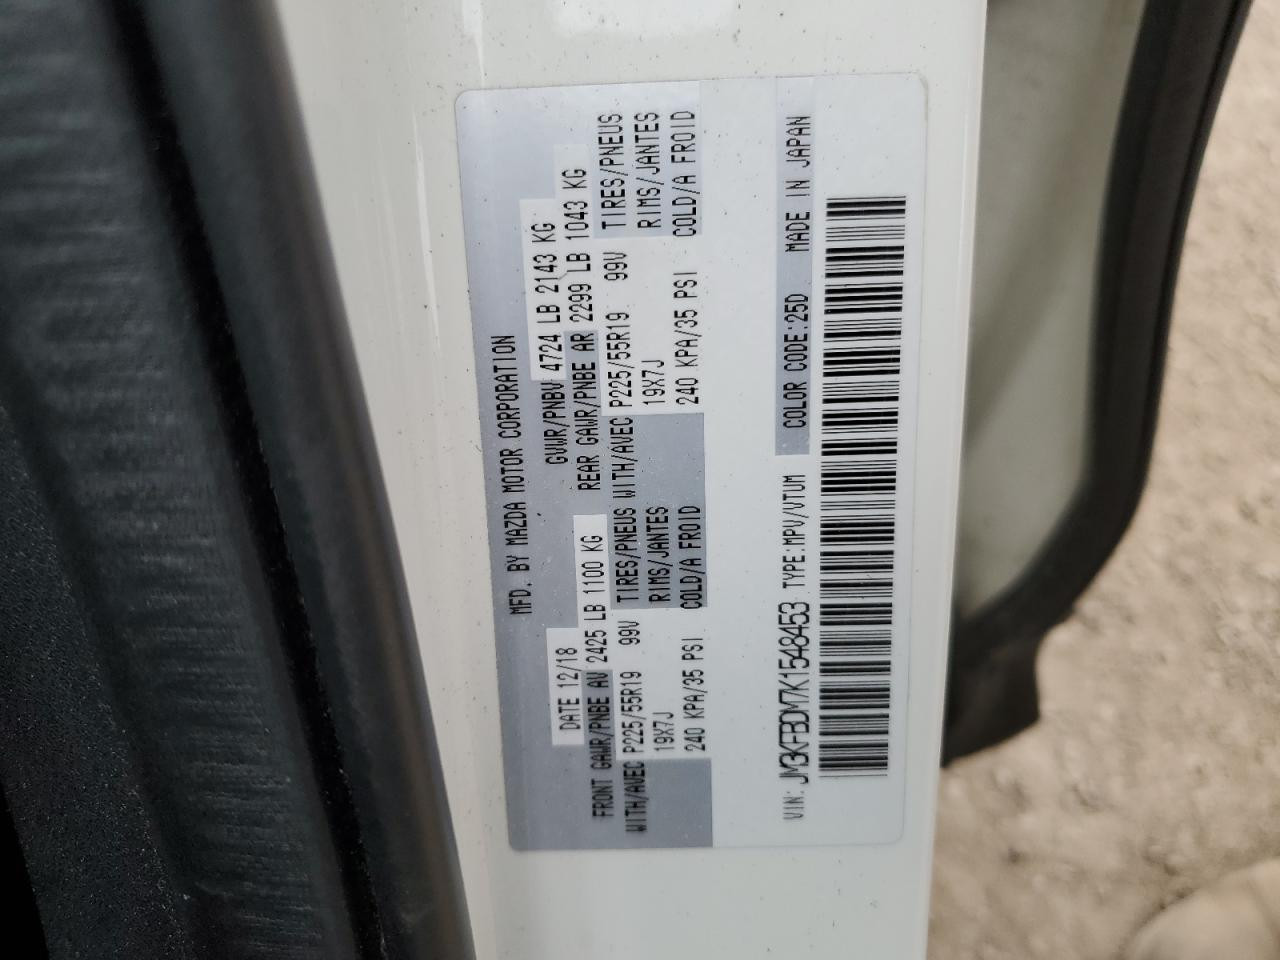 MFD. BY MAZDA MOTOR CORPORATION
DATE 12/18 GVWR/PNBV 4724 LB 2143 KG
FRONT GAWR/PNBE AV 2425 LB 1100 KG REAR GAWR/PNBE AR 2299 LB 1043 KG
WITH/AVEC P225/55R19 99V TIRES/PNEUS WITH/AVEC P225/55R19 99V TIRES/PNEUS
19X7J RIMS/JANTES 19X7J RIMS/JANTES
240 KPA/35 PSI COLD/A FROID 240 KPA/35 PSI COLD/A FROID
VIN: JM3KFBDM7K1548453 TYPE:MPV/VTUM COLOR CODE:25D MADE IN JAPAN